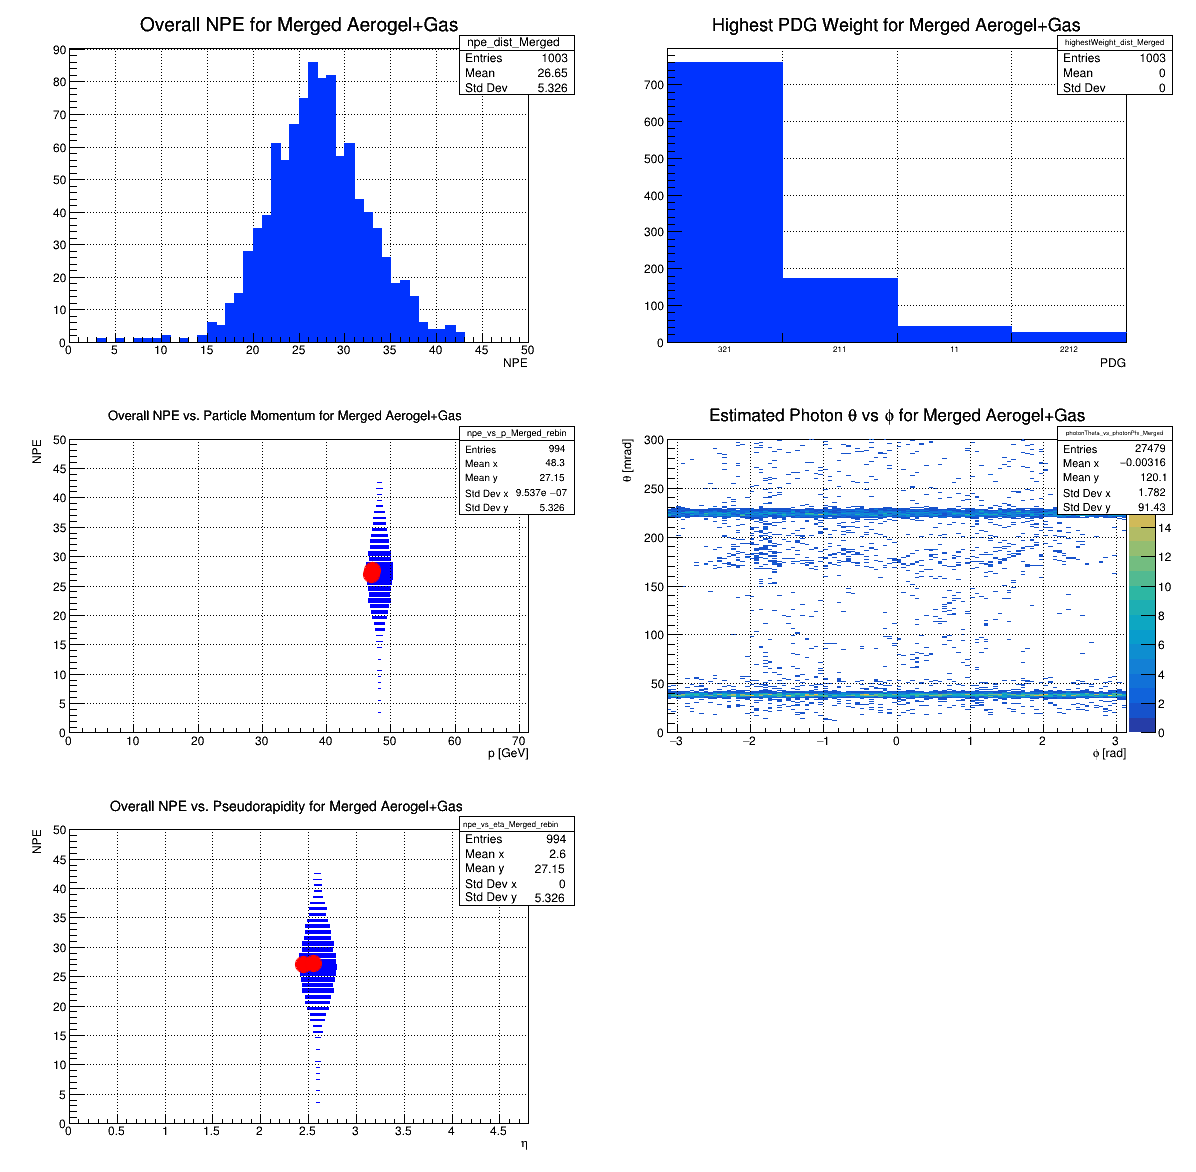 Overall NPE for Merged Aerogel+Gas
npe_dist_Merged
Entries 1003
Mean 26.65
Std Dev 5.326
90
80
70
60
50
40
30
20
10
0
0 5 10 15 20 25 30 35 40 45 50
NPE
Highest PDG Weight for Merged Aerogel+Gas
highestWeight_dist_Merged
Entries 1003
Mean 0
Std Dev 0
700
600
500
400
300
200
100
0
321 211 11 2212
PDG
Overall NPE vs. Particle Momentum for Merged Aerogel+Gas
npe_vs_p_Merged_rebin
Entries 994
Mean x 48.3
Mean y 27.15
Std Dev x 9.537e −07
Std Dev y 5.326
NPE
50
45
40
35
30
25
20
15
10
5
0
0 10 20 30 40 50 60 70
p [GeV]
Estimated Photon θ vs ϕ for Merged Aerogel+Gas
photonTheta_vs_photonPhi_Merged
Entries 27479
Mean x −0.00316
Mean y 120.1
Std Dev x 1.782
Std Dev y 91.43
θ [mrad]
300
250
200
150
100
50
0
−3 −2 −1 0 1 2 3
ϕ [rad]
14
12
10
8
6
4
2
0
Overall NPE vs. Pseudorapidity for Merged Aerogel+Gas
npe_vs_eta_Merged_rebin
Entries 994
Mean x 2.6
Mean y 27.15
Std Dev x 0
Std Dev y 5.326
NPE
50
45
40
35
30
25
20
15
10
5
0
0 0.5 1 1.5 2 2.5 3 3.5 4 4.5
η